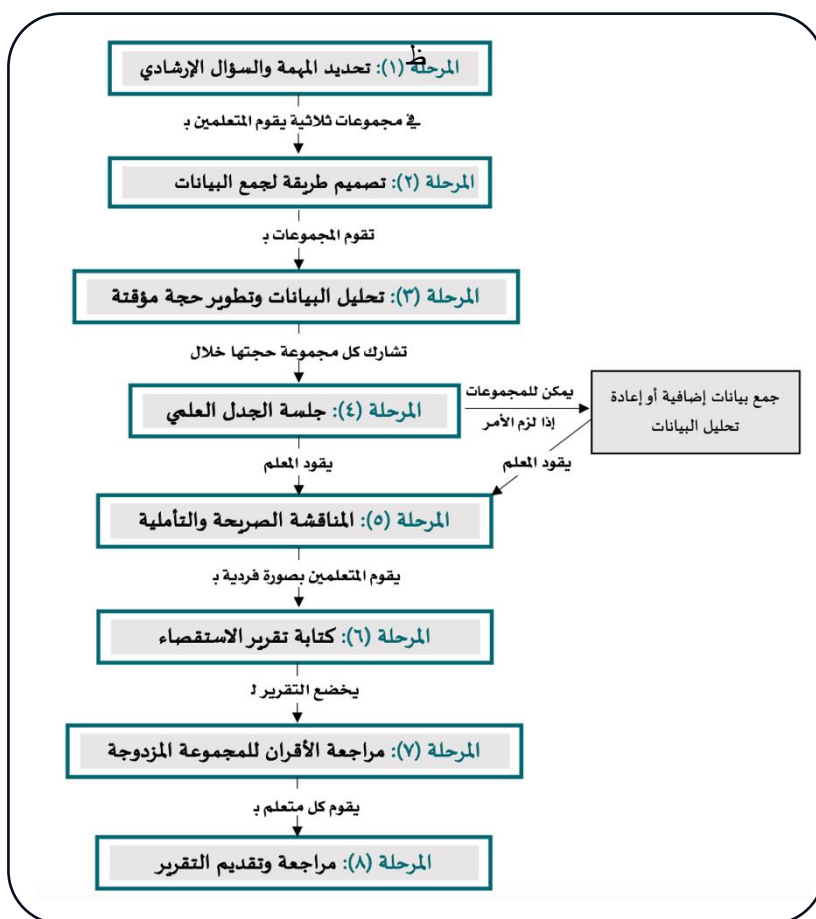 ظ
المرحلة (١): تحديد المهمة والسؤال الإرشادي
في مجموعات ثلاثية يقوم المتعلمين بـ
المرحلة (٢): تصميم طريقة لجمع البيانات
تقوم المجموعات بـ
المرحلة (٣): تحليل البيانات وتطوير حجة مؤقتة
تشارك كل مجموعة حجتها خلال
المرحلة (٤): جلسة الجدل العلمي
يمكن للمجموعات
إذا لزم الأمر
جمع بيانات إضافية أو إعادة
تحليل البيانات
يقود المعلم
يقود المعلم
المرحلة (٥): المناقشة الصريحة والتأملية
يقوم المتعلمين بصورة فردية بـ
المرحلة (٦): كتابة تقرير الاستقصاء
يخضع التقرير لـ
المرحلة (٧): مراجعة الأقران للمجموعة المزدوجة
يقوم كل متعلم بـ
المرحلة (٨): مراجعة وتقديم التقرير